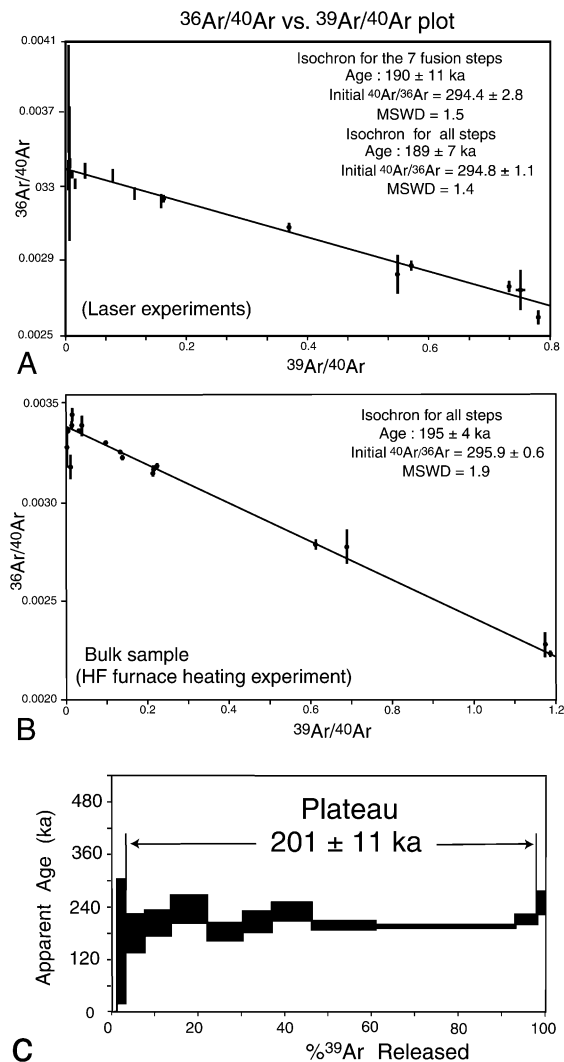 ³⁶Ar/⁴⁰Ar vs. ³⁹Ar/⁴⁰Ar plot
0.0041
0.0037
033
0.0029
0.0025
³⁶Ar/⁴⁰Ar
Isochron for the 7 fusion steps
Age : 190 ± 11 ka
Initial ⁴⁰Ar/³⁶Ar = 294.4 ± 2.8
MSWD = 1.5
Isochron for all steps
Age : 189 ± 7 ka
Initial ⁴⁰Ar/³⁶Ar = 294.8 ± 1.1
MSWD = 1.4
(Laser experiments)
0 0.2 0.4 0.6 0.8
³⁹Ar/⁴⁰Ar
A
0.0035
0.0030
0.0025
0.0020
³⁶Ar/⁴⁰Ar
Isochron for all steps
Age : 195 ± 4 ka
Initial ⁴⁰Ar/³⁶Ar = 295.9 ± 0.6
MSWD = 1.9
Bulk sample
(HF furnace heating experiment)
0 0.2 0.4 0.6 0.8 1.0 1.2
³⁹Ar/⁴⁰Ar
B
480
360
240
120
0
Apparent Age (ka)
Plateau
201 ± 11 ka
0 20 40 60 80 100
%³⁹Ar Released
C